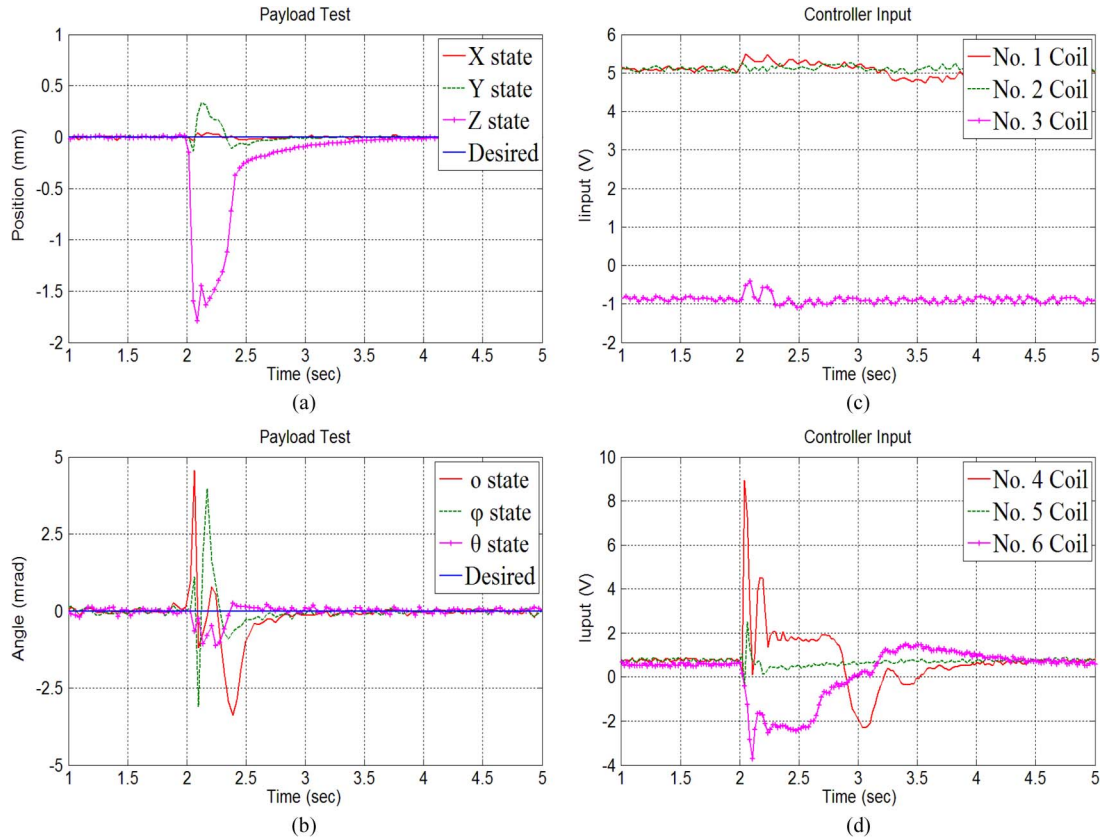 Payload Test
Position (mm)
1
0.5
0
-0.5
-1
-1.5
-2
X state
Y state
Z state
Desired
1 1.5 2 2.5 3 3.5 4 4.5 5
Time (sec)
(a)
Controller Input
Iinput (V)
6
5
4
3
2
1
0
-1
-2
No. 1 Coil
No. 2 Coil
No. 3 Coil
1 1.5 2 2.5 3 3.5 4 4.5 5
Time (sec)
(c)
Payload Test
Angle (mrad)
5
2.5
0
-2.5
-5
o state
φ state
θ state
Desired
1 1.5 2 2.5 3 3.5 4 4.5 5
Time (sec)
(b)
Controller Input
Iuput (V)
10
8
6
4
2
0
-2
-4
No. 4 Coil
No. 5 Coil
No. 6 Coil
1 1.5 2 2.5 3 3.5 4 4.5 5
Time (sec)
(d)